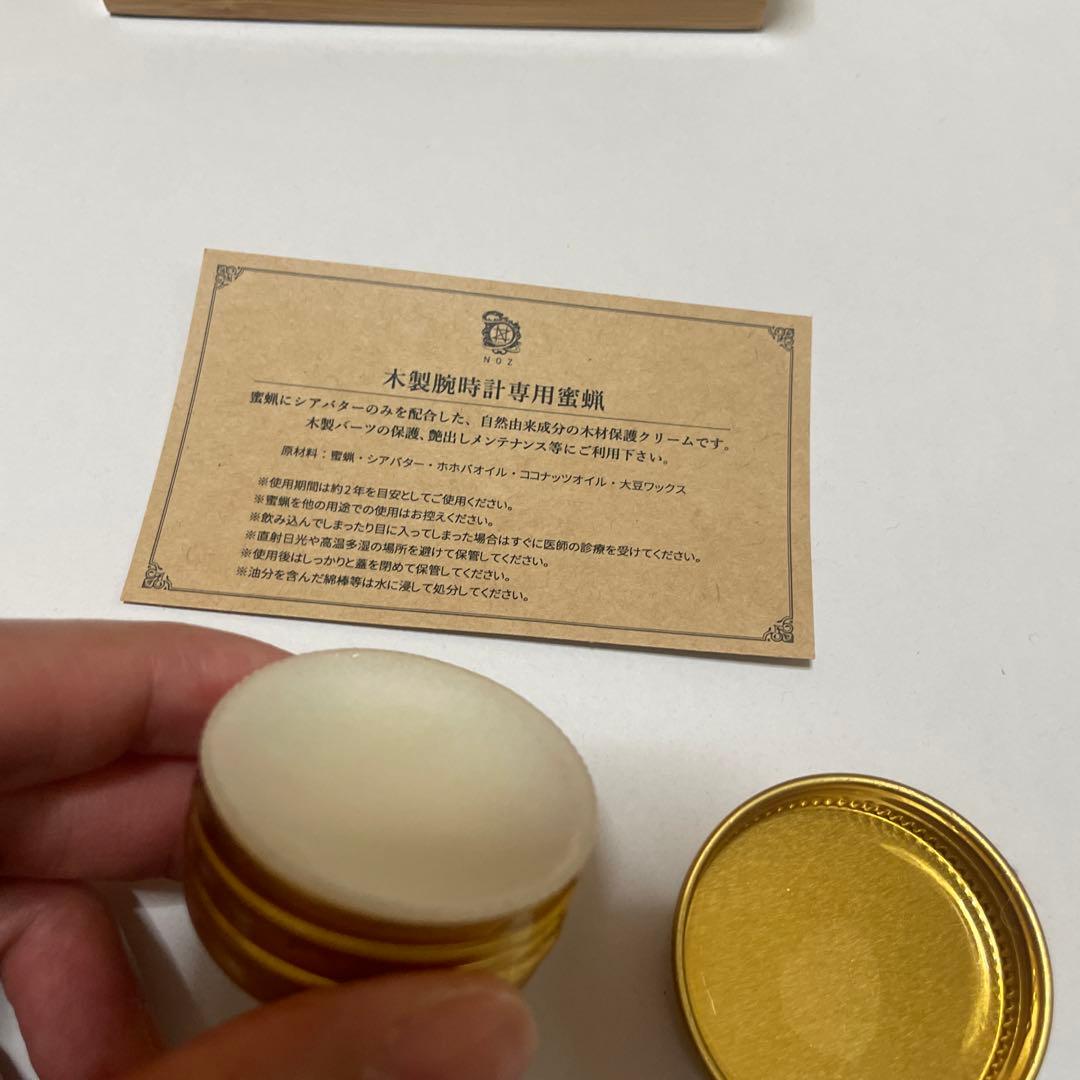 NOZ
木製腕時計専用蜜蝋
蜜蝋にシアバターのみを配合した、自然由来成分の木材保護クリームです。
木製パーツの保護、艶出しメンテナンス等にご利用下さい。
原材料：蜜蝋・シアバター・ホホバオイル・ココナッツオイル・大豆ワックス
※使用期間は約2年を目安としてご使用ください。
※蜜蝋を他の用途での使用はお控えください。
※飲み込んでしまったり目に入ってしまった場合はすぐに医師の診療を受けてください。
※直射日光や高温多湿の場所を避けて保管してください。
※使用後はしっかりと蓋を閉めて保管してください。
※油分を含んだ綿棒等は水に浸して処分してください。